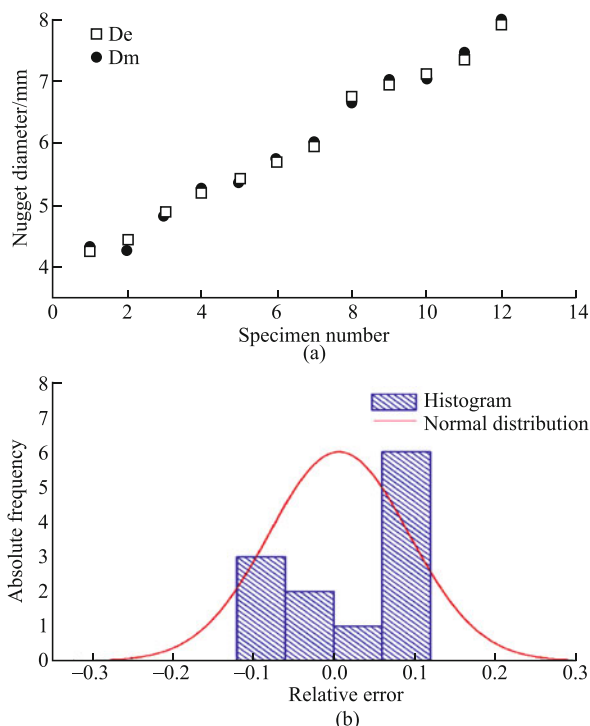 8
7
6
5
4
De
Dm
Nugget diameter/mm
0 2 4 6 8 10 12 14
Specimen number
(a)
8
7
6
5
4
3
2
1
0
Histogram
Normal distribution
Absolute frequency
−0.3 −0.2 −0.1 0.0 0.1 0.2 0.3
Relative error
(b)